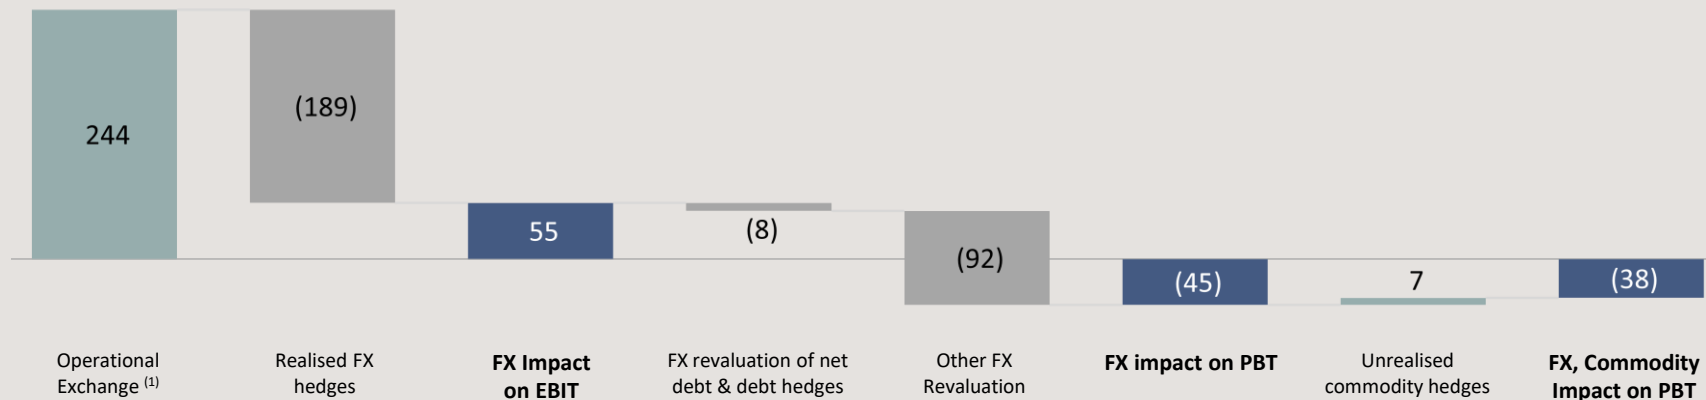 244
(189)
55
(8)
(92)
(45)
7
(38)
Operational
Exchange (1)
Realised FX
hedges
FX Impact
on EBIT
FX revaluation of net
debt & debt hedges
Other FX
Revaluation
FX impact on PBT
Unrealised
commodity hedges
FX, Commodity
Impact on PBT